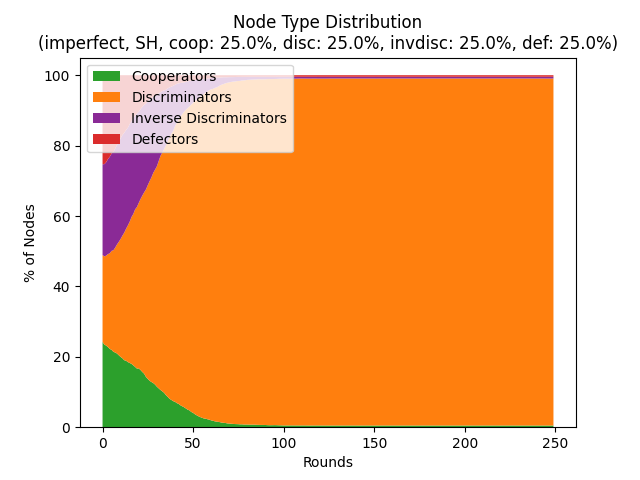 Node Type Distribution
(imperfect, SH, coop: 25.0%, disc: 25.0%, invdisc: 25.0%, def: 25.0%)
Cooperators
Discriminators
Inverse Discriminators
Defectors
% of Nodes
100
80
60
40
20
0
0 50 100 150 200 250
Rounds